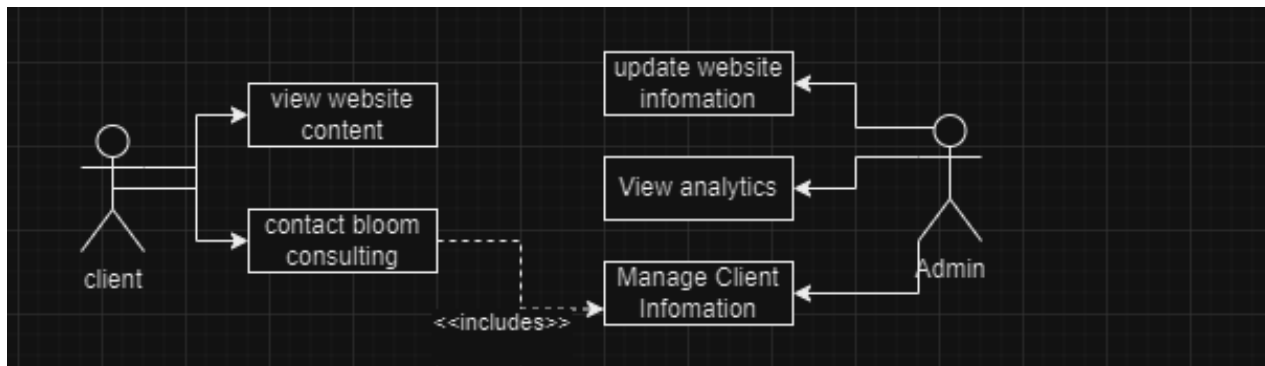 view website
content
contact bloom
consulting
client
<<includes>>
update website
infomation
View analytics
Manage Client
Infomation
Admin